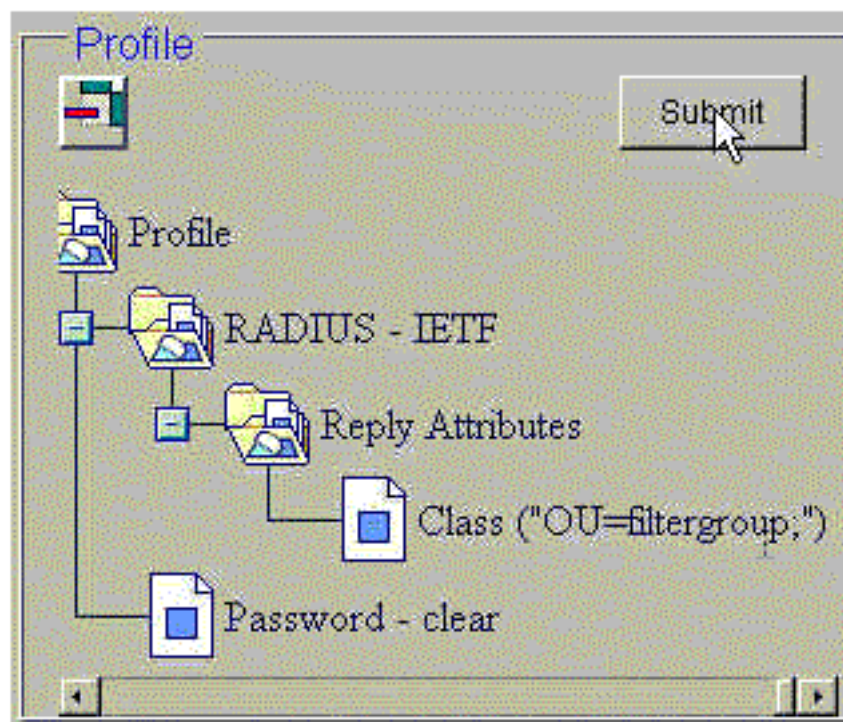 Profile
Submit
Profile
RADIUS - IETF
Reply Attributes
Class ("OU=filtergroup;")
Password - clear